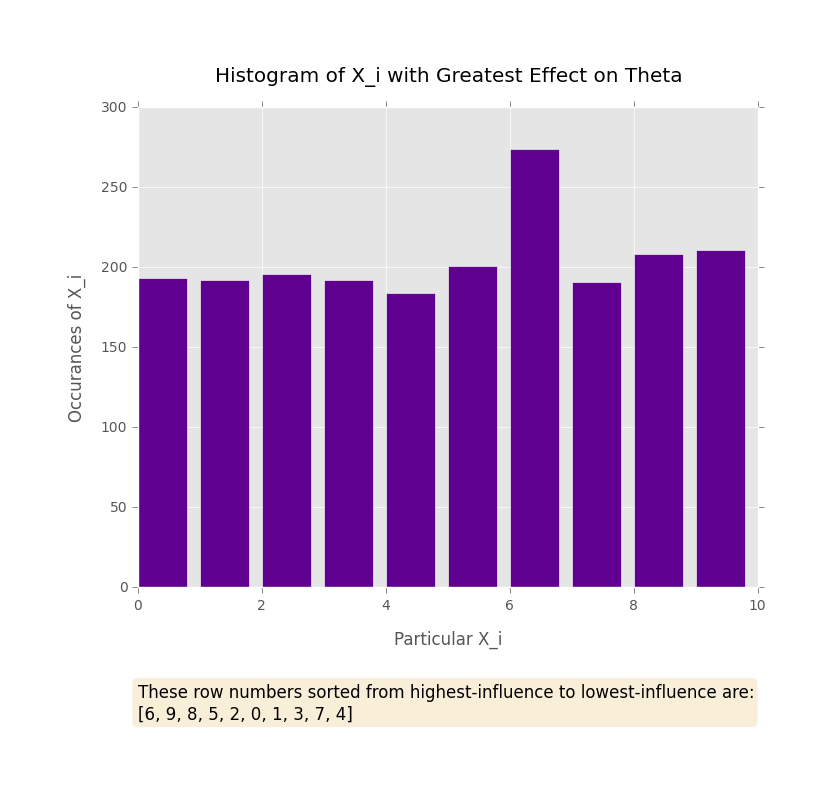 Histogram of X_i with Greatest Effect on Theta
300
250
200
150
100
50
0
Occurances of X_i
0 2 4 6 8 10
Particular X_i
These row numbers sorted from highest-influence to lowest-influence are:
[6, 9, 8, 5, 2, 0, 1, 3, 7, 4]